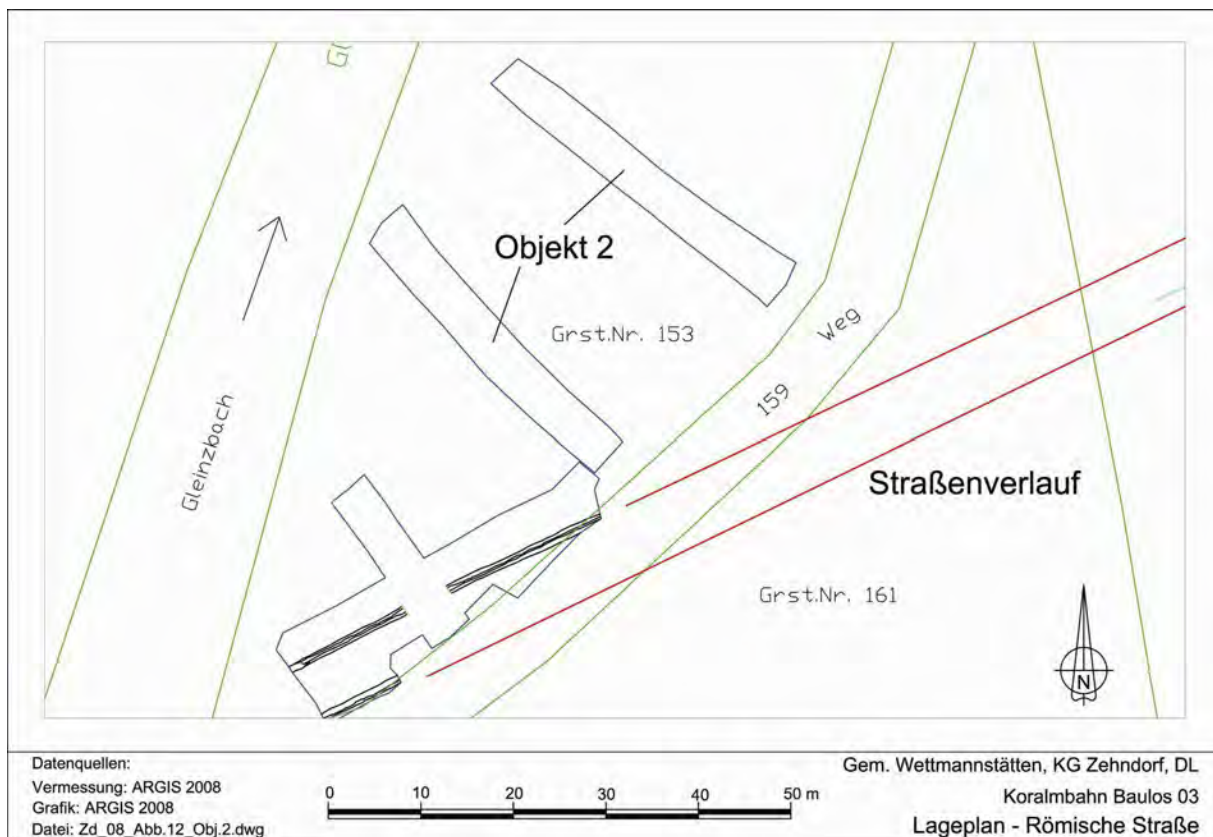 Gl
Objekt 2
Grst.Nr. 153
Weg
159
Gleinzbach
Straßenverlauf
Grst.Nr. 161
N
Datenquellen:
Vermessung: ARGIS 2008
Grafik: ARGIS 2008
Datei: Zd_08_Abb.12_Obj.2.dwg
0 10 20 30 40 50 m
Gem. Wettmannstätten, KG Zehndorf, DL
Koralmbahn Baulos 03
Lageplan - Römische Straße